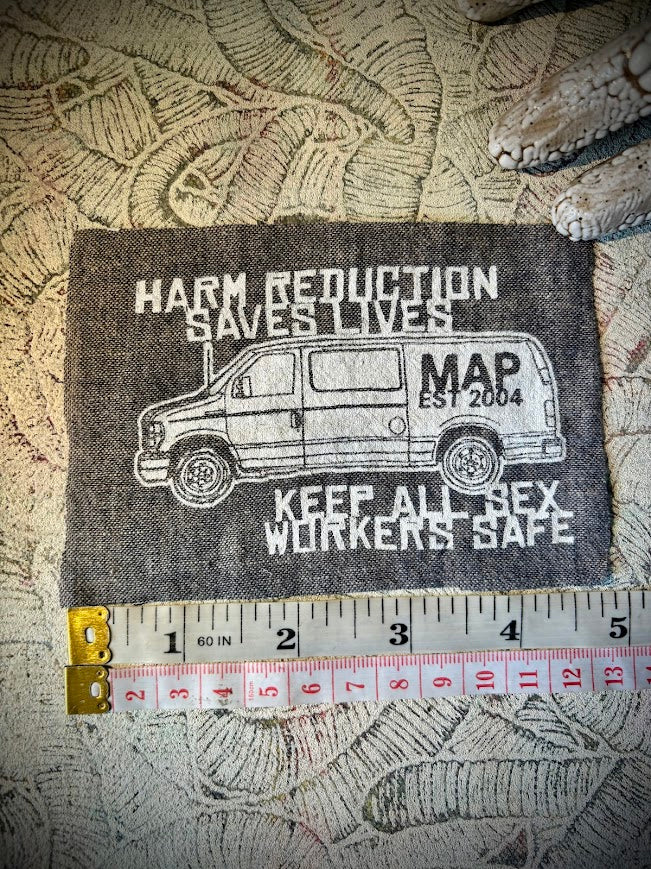 HARM REDUCTION
SAVES LIVES
MAP
EST 2004
KEEP ALL SEX
WORKERS SAFE
1 60 IN 2 3 4 5
2 3 4 5 6 7 8 9 10 11 12 13 14